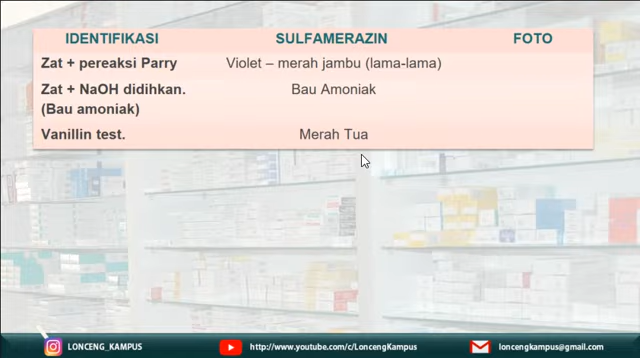 IDENTIFIKASI SULFAMERAZIN FOTO
Zat + pereaksi Parry Violet – merah jambu (lama-lama)
Zat + NaOH didihkan. Bau Amoniak
(Bau amoniak)
Vanillin test. Merah Tua
LONCENG_KAMPUS http://www.youtube.com/c/LoncengKampus loncengkampus@gmail.com